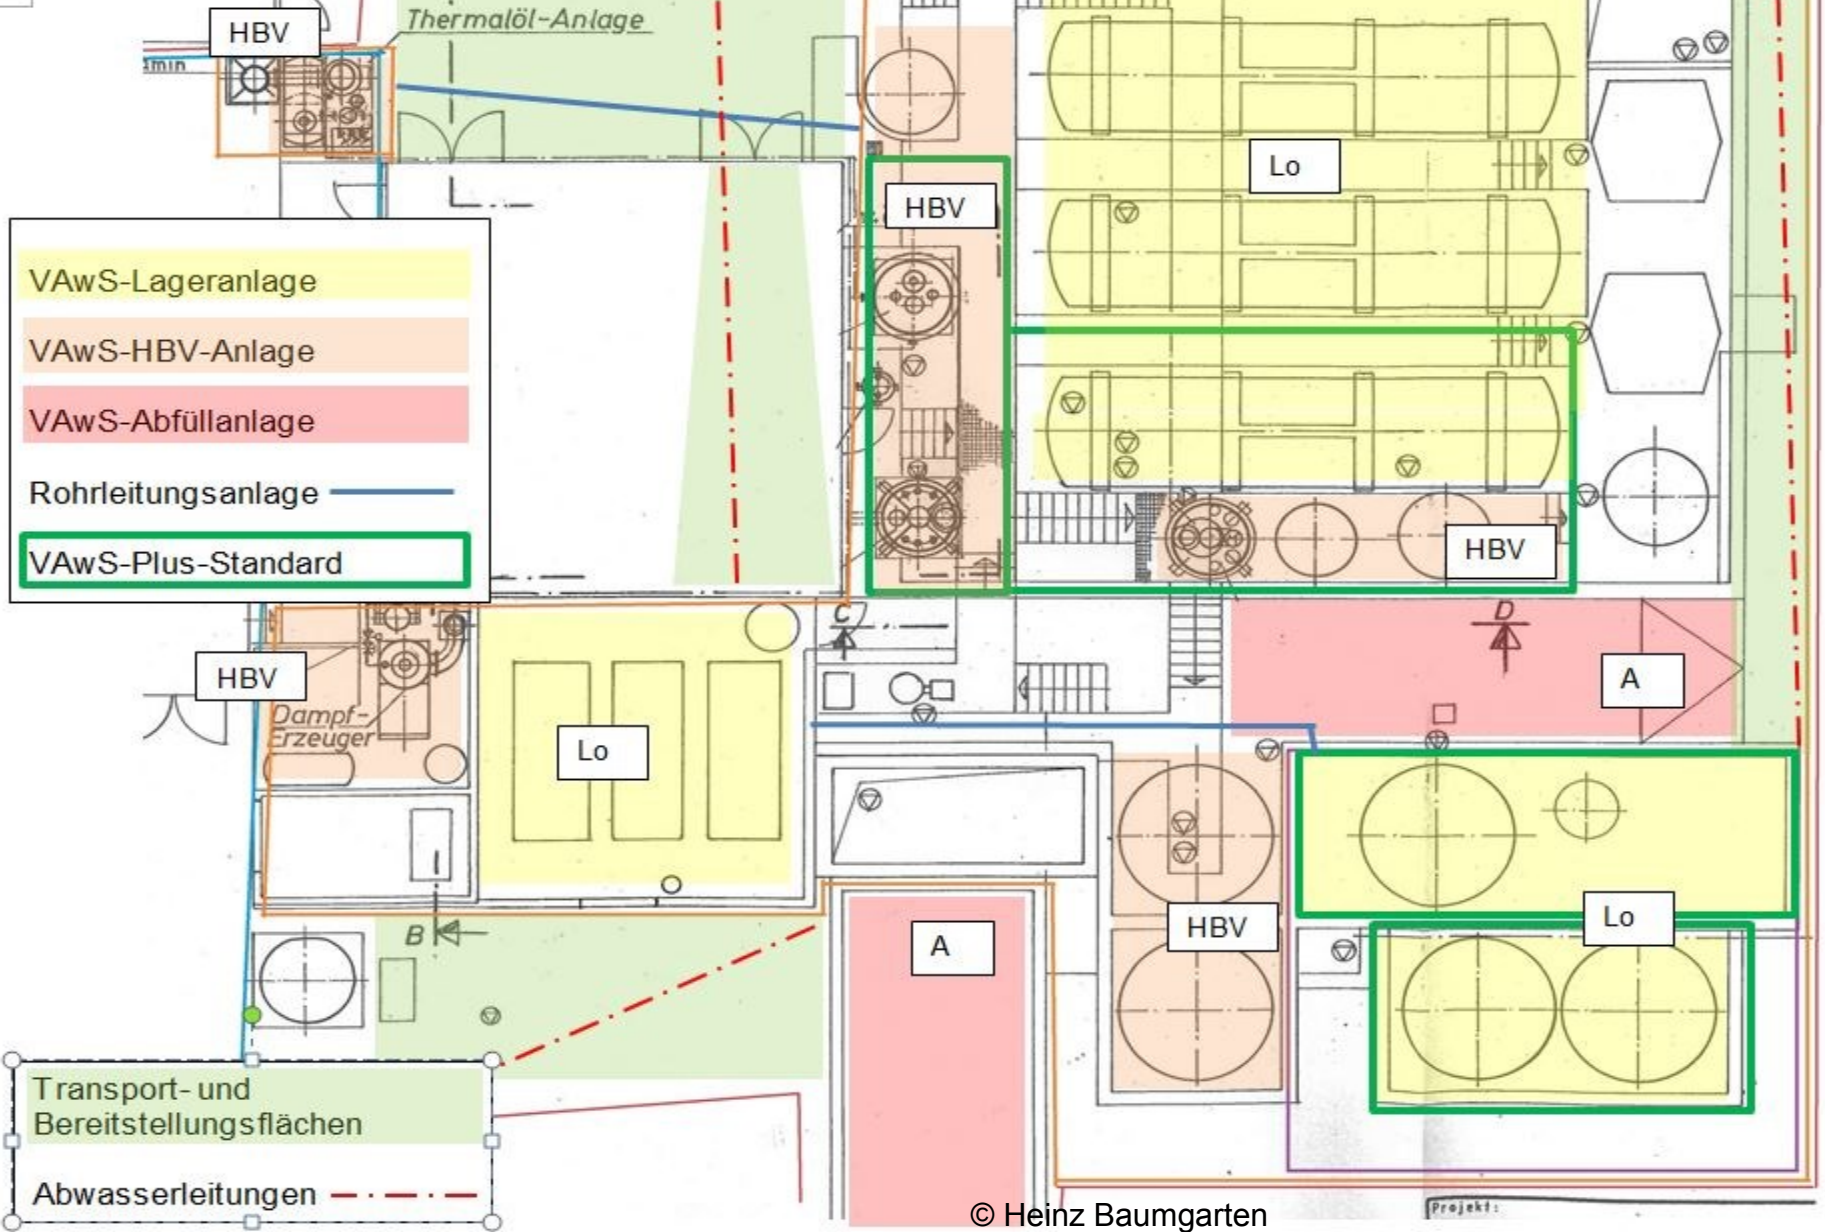 Thermalöl-Anlage
HBV
amin
HBV
Lo
VAwS-Lageranlage
VAwS-HBV-Anlage
VAwS-Abfüllanlage
Rohrleitungsanlage
VAwS-Plus-Standard
HBV
C
D
A
HBV
Dampf-
Erzeuger
Lo
B
A
HBV
Lo
Transport- und
Bereitstellungsflächen
Abwasserleitungen
© Heinz Baumgarten
Projekt: